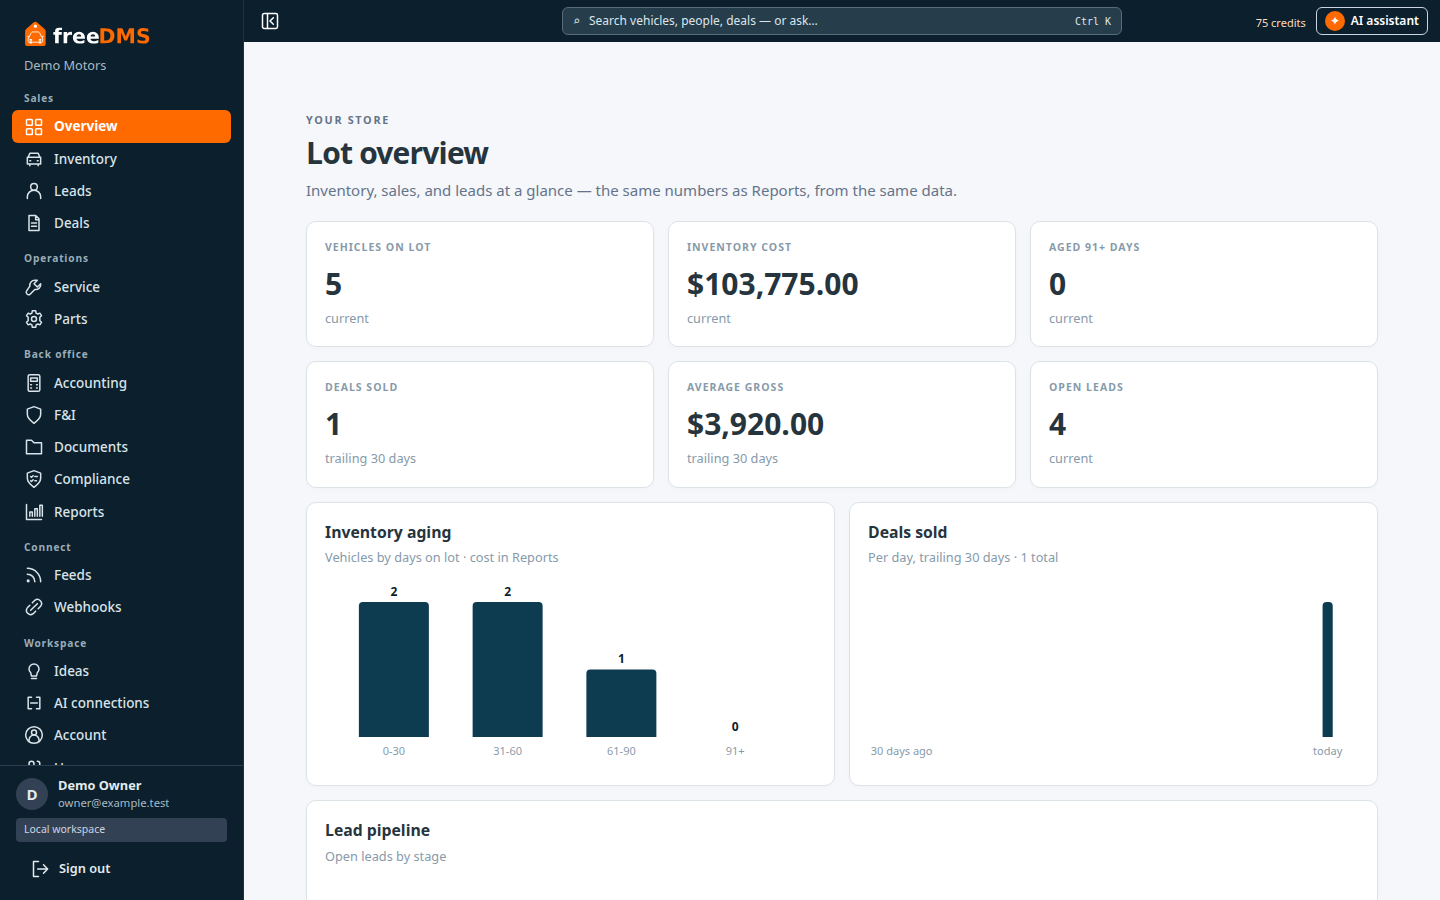 freeDMS
Demo Motors
Sales
Overview
Inventory
Leads
Deals
Operations
Service
Parts
Back office
Accounting
F&I
Documents
Compliance
Reports
Connect
Feeds
Webhooks
Workspace
Ideas
AI connections
Account
D
Demo Owner
owner@example.test
Local workspace
Sign out
Search vehicles, people, deals — or ask...
Ctrl K
75 credits
AI assistant
YOUR STORE
Lot overview
Inventory, sales, and leads at a glance — the same numbers as Reports, from the same data.
VEHICLES ON LOT
5
current
INVENTORY COST
$103,775.00
current
AGED 91+ DAYS
0
current
DEALS SOLD
1
trailing 30 days
AVERAGE GROSS
$3,920.00
trailing 30 days
OPEN LEADS
4
current
Inventory aging
Vehicles by days on lot · cost in Reports
2
2
1
0
0-30
31-60
61-90
91+
Deals sold
Per day, trailing 30 days · 1 total
30 days ago
today
Lead pipeline
Open leads by stage